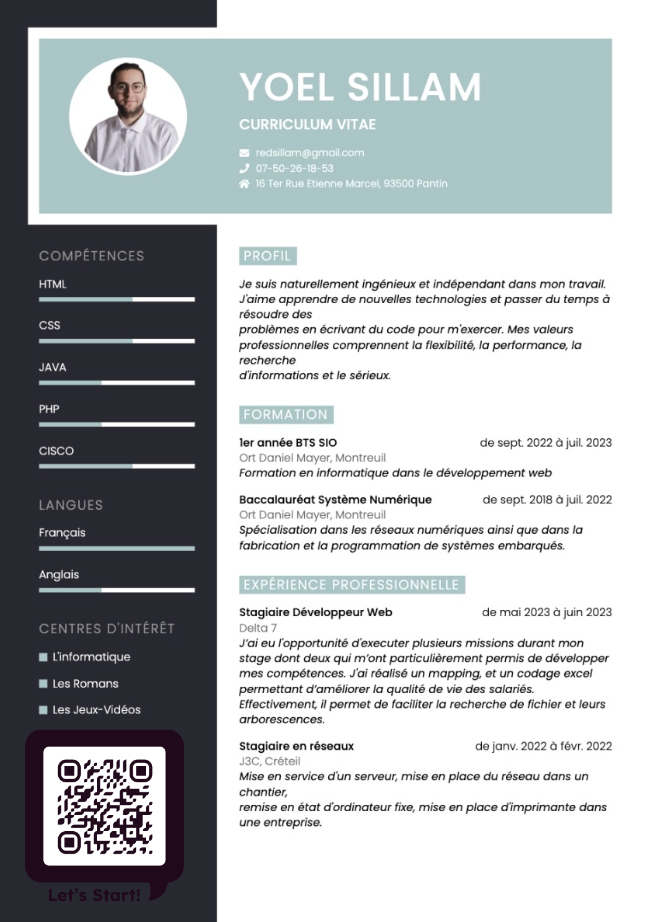 YOEL SILLAM
CURRICULUM VITAE
redsillam@gmail.com
07-50-26-18-53
16 Ter Rue Etienne Marcel, 93500 Pantin
COMPÉTENCES
HTML
CSS
JAVA
PHP
CISCO
LANGUES
Français
Anglais
CENTRES D'INTÉRÊT
L'informatique
Les Romans
Les Jeux-Vidéos
Let's Start!
PROFIL
Je suis naturellement ingénieux et indépendant dans mon travail.
J'aime apprendre de nouvelles technologies et passer du temps à
résoudre des
problèmes en écrivant du code pour m'exercer. Mes valeurs
professionnelles comprennent la flexibilité, la performance, la
recherche
d'informations et le sérieux.
FORMATION
1er année BTS SIO de sept. 2022 à juil. 2023
Ort Daniel Mayer, Montreuil
Formation en informatique dans le développement web
Baccalauréat Système Numérique de sept. 2018 à juil. 2022
Ort Daniel Mayer, Montreuil
Spécialisation dans les réseaux numériques ainsi que dans la
fabrication et la programmation de systèmes embarqués.
EXPÉRIENCE PROFESSIONNELLE
Stagiaire Développeur Web de mai 2023 à juin 2023
Delta 7
J'ai eu l'opportunité d'executer plusieurs missions durant mon
stage dont deux qui m'ont particulièrement permis de développer
mes compétences. J'ai réalisé un mapping, et un codage excel
permettant d'améliorer la qualité de vie des salariés.
Effectivement, il permet de faciliter la recherche de fichier et leurs
arborescences.
Stagiaire en réseaux de janv. 2022 à févr. 2022
J3C, Créteil
Mise en service d'un serveur, mise en place du réseau dans un
chantier,
remise en état d'ordinateur fixe, mise en place d'imprimante dans
une entreprise.